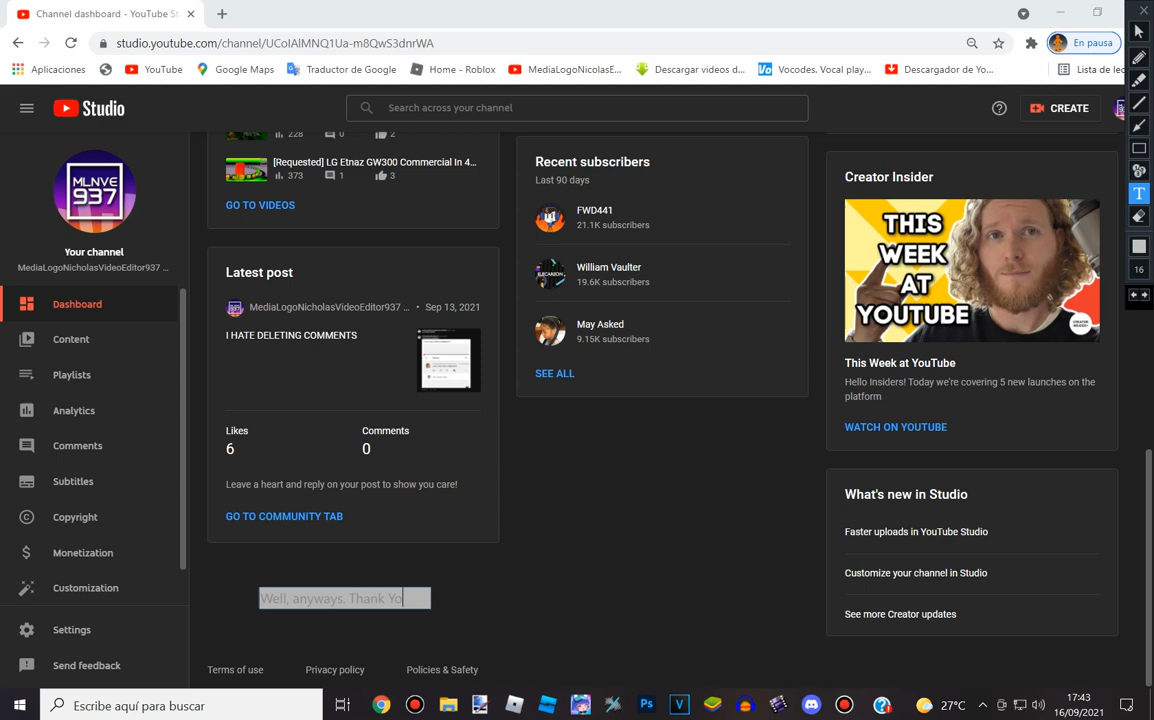 Channel dashboard - YouTube St
studio.youtube.com/channel/UCoIAlMNQ1Ua-m8QwS3dnrWA
En pausa
Aplicaciones
YouTube
Google Maps
Traductor de Google
Home - Roblox
MediaLogoNicolasE...
Descargar videos d...
Vocodes. Vocal play...
Descargador de Yo...
Lista de lec
Studio
Search across your channel
CREATE
MLNVE
937
Your channel
MediaLogoNicholasVideoEditor937 ...
Dashboard
Content
Playlists
Analytics
Comments
Subtitles
Copyright
Monetization
Customization
Settings
Send feedback
228 0 2
[Requested] LG Etnaz GW300 Commercial In 4...
373 1 3
GO TO VIDEOS
Latest post
MediaLogoNicholasVideoEditor937 ... • Sep 13, 2021
I HATE DELETING COMMENTS
Likes Comments
6 0
Leave a heart and reply on your post to show you care!
GO TO COMMUNITY TAB
Recent subscribers
Last 90 days
FWD441
21.1K subscribers
William Vaulter
19.6K subscribers
May Asked
9.15K subscribers
SEE ALL
Creator Insider
THIS
WEEK
AT
YOUTUBE
This Week at YouTube
Hello Insiders! Today we're covering 5 new launches on the
platform
WATCH ON YOUTUBE
What's new in Studio
Faster uploads in YouTube Studio
Customize your channel in Studio
See more Creator updates
Well, anyways. Thank Yo
Terms of use
Privacy policy
Policies & Safety
T
16
Escribe aquí para buscar
Ps
V
27°C
17:43
16/09/2021